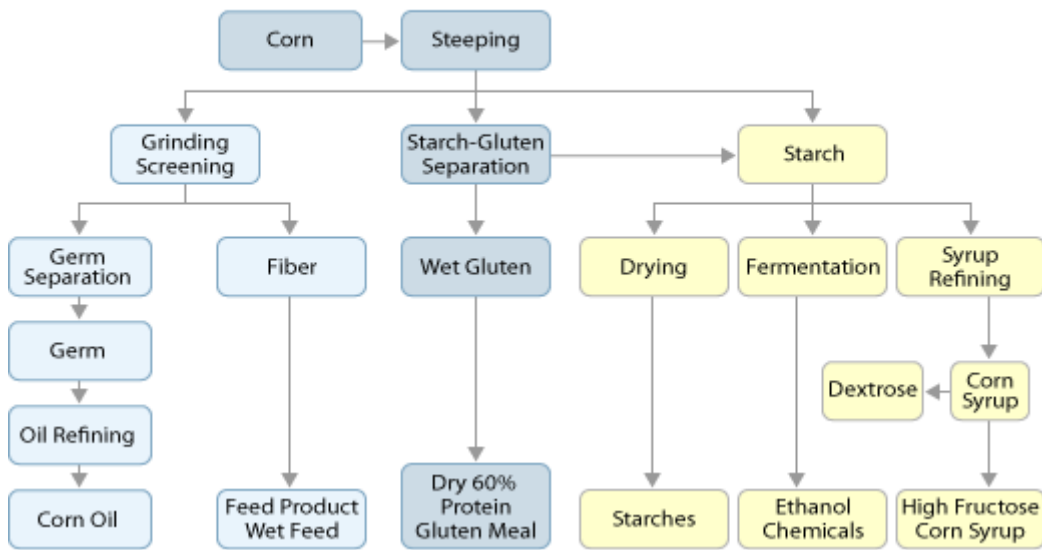 Corn
Steeping
Grinding
Screening
Starch-Gluten
Separation
Starch
Germ
Separation
Fiber
Wet Gluten
Drying
Fermentation
Syrup
Refining
Germ
Dextrose
Corn
Syrup
Oil Refining
Corn Oil
Feed Product
Wet Feed
Dry 60%
Protein
Gluten Meal
Starches
Ethanol
Chemicals
High Fructose
Corn Syrup